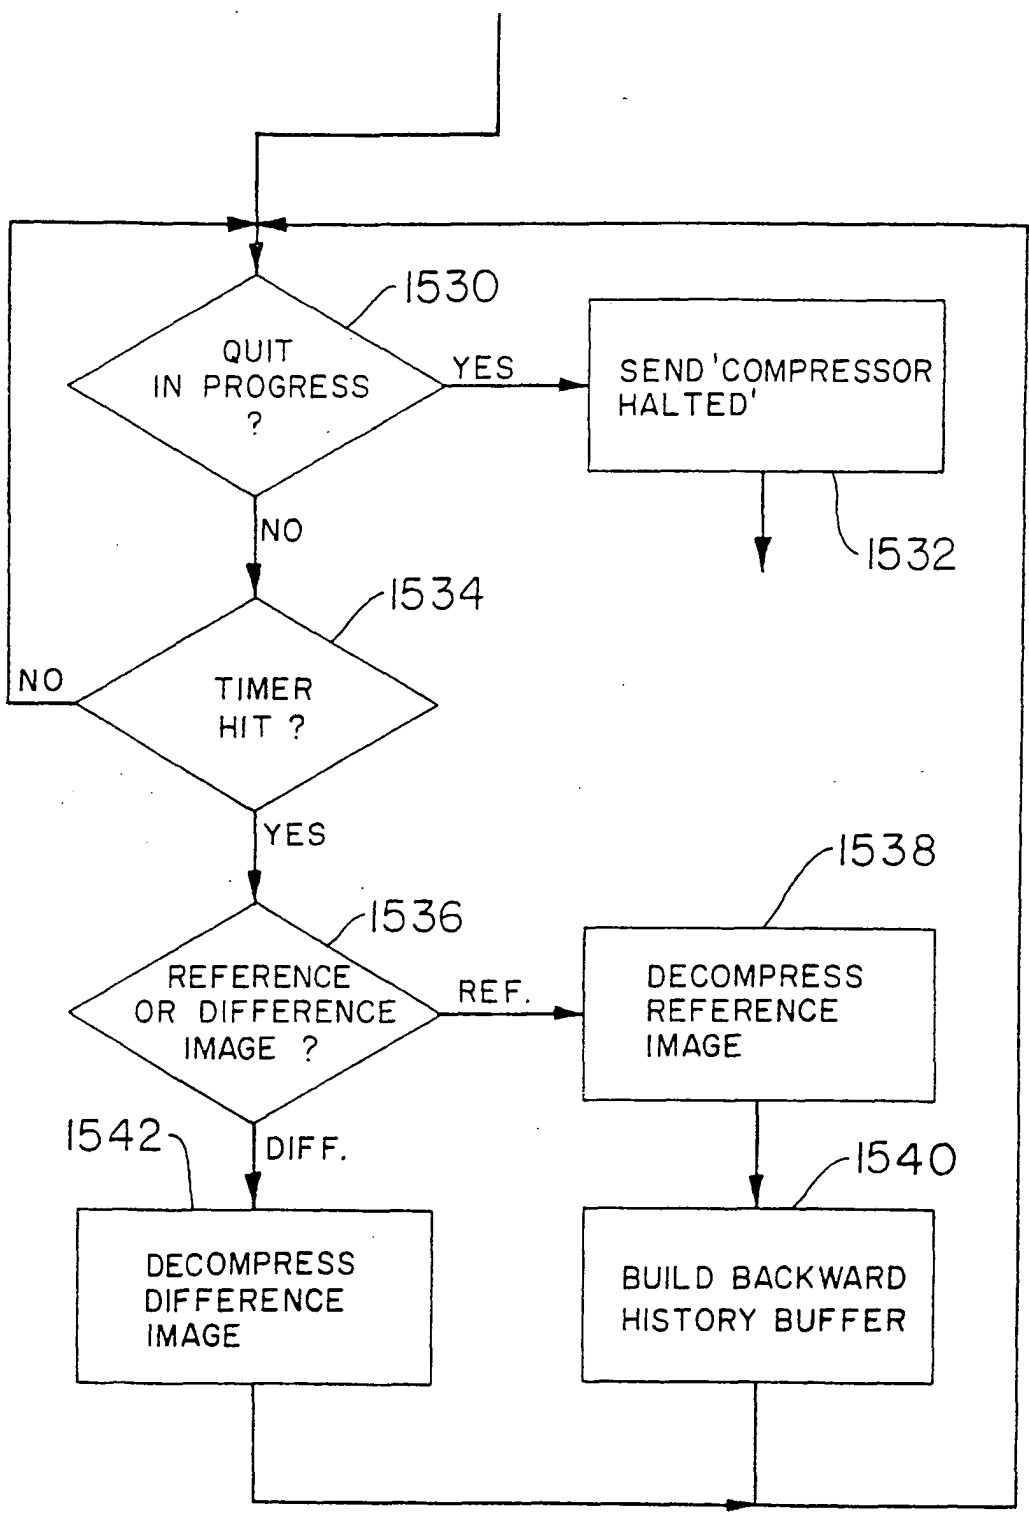 1530
QUIT
IN PROGRESS
?
YES
SEND 'COMPRESSOR
HALTED'
1532
NO
1534
TIMER
HIT ?
NO
YES
1536
REFERENCE
OR DIFFERENCE
IMAGE ?
REF.
1538
DECOMPRESS
REFERENCE
IMAGE
DIFF.
1542
DECOMPRESS
DIFFERENCE
IMAGE
1540
BUILD BACKWARD
HISTORY BUFFER